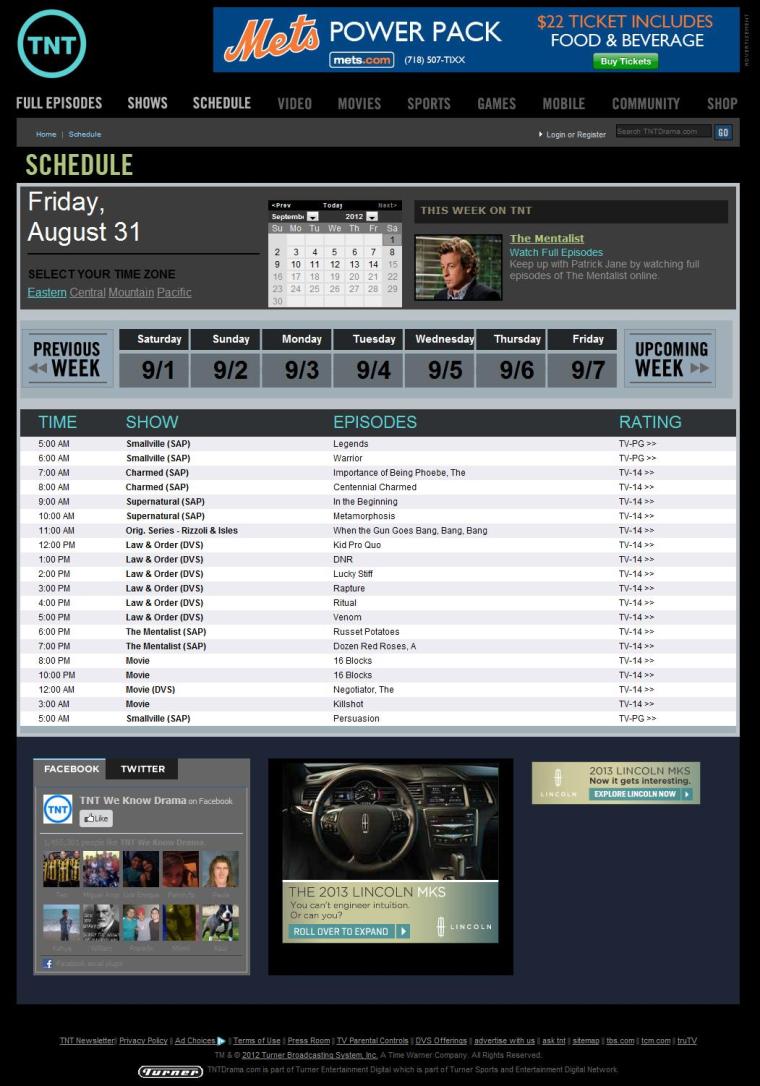 TNT
Mets
POWER PACK
mets.com (718) 507-TIXX
$22 TICKET INCLUDES
FOOD & BEVERAGE
Buy Tickets
ADVERTISEMENT
FULL EPISODES SHOWS SCHEDULE VIDEO MOVIES SPORTS GAMES MOBILE COMMUNITY SHOP
Home | Schedule
Login or Register Search TNTDrama.com GO
SCHEDULE
Friday,
August 31
SELECT YOUR TIME ZONE
Eastern Central Mountain Pacific
<Prev Today Next>
Septembe 2012
Su Mo Tu We Th Fr Sa
1
2 3 4 5 6 7 8
9 10 11 12 13 14 15
16 17 18 19 20 21 22
23 24 25 26 27 28 29
30
THIS WEEK ON TNT
The Mentalist
Watch Full Episodes
Keep up with Patrick Jane by watching full
episodes of The Mentalist online.
PREVIOUS
WEEK
Saturday Sunday Monday Tuesday Wednesday Thursday Friday
9/1 9/2 9/3 9/4 9/5 9/6 9/7
UPCOMING
WEEK
TIME SHOW EPISODES RATING
5:00 AM Smallville (SAP) Legends TV-PG >>
6:00 AM Smallville (SAP) Warrior TV-PG >>
7:00 AM Charmed (SAP) Importance of Being Phoebe, The TV-14 >>
8:00 AM Charmed (SAP) Centennial Charmed TV-14 >>
9:00 AM Supernatural (SAP) In the Beginning TV-14 >>
10:00 AM Supernatural (SAP) Metamorphosis TV-14 >>
11:00 AM Orig. Series - Rizzoli & Isles When the Gun Goes Bang, Bang, Bang TV-14 >>
12:00 PM Law & Order (DVS) Kid Pro Quo TV-14 >>
1:00 PM Law & Order (DVS) DNR TV-14 >>
2:00 PM Law & Order (DVS) Lucky Stiff TV-14 >>
3:00 PM Law & Order (DVS) Rapture TV-14 >>
4:00 PM Law & Order (DVS) Ritual TV-14 >>
5:00 PM Law & Order (DVS) Venom TV-14 >>
6:00 PM The Mentalist (SAP) Russet Potatoes TV-14 >>
7:00 PM The Mentalist (SAP) Dozen Red Roses, A TV-14 >>
8:00 PM Movie 16 Blocks TV-14 >>
10:00 PM Movie 16 Blocks TV-14 >>
12:00 AM Movie (DVS) Negotiator, The TV-14 >>
3:00 AM Movie Killshot TV-14 >>
5:00 AM Smallville (SAP) Persuasion TV-PG >>
FACEBOOK TWITTER
TNT
TNT We Know Drama on Facebook
Like
people like TNT We Know Drama.
Facebook social plugin
THE 2013 LINCOLN MKS
You can't engineer intuition.
Or can you?
ROLL OVER TO EXPAND
LINCOLN
LINCOLN
2013 LINCOLN MKS
Now it gets interesting.
EXPLORE LINCOLN NOW
TNT Newsletter| Privacy Policy || Ad Choices || Terms of Use || Press Room || TV Parental Controls || DVS Offerings || advertise with us || ask tnt || sitemap || tbs.com || tcm.com || truTV
TM & © 2012 Turner Broadcasting System, Inc. A Time Warner Company. All Rights Reserved.
Turner TNTDrama.com is part of Turner Entertainment Digital which is part of Turner Sports and Entertainment Digital Network.